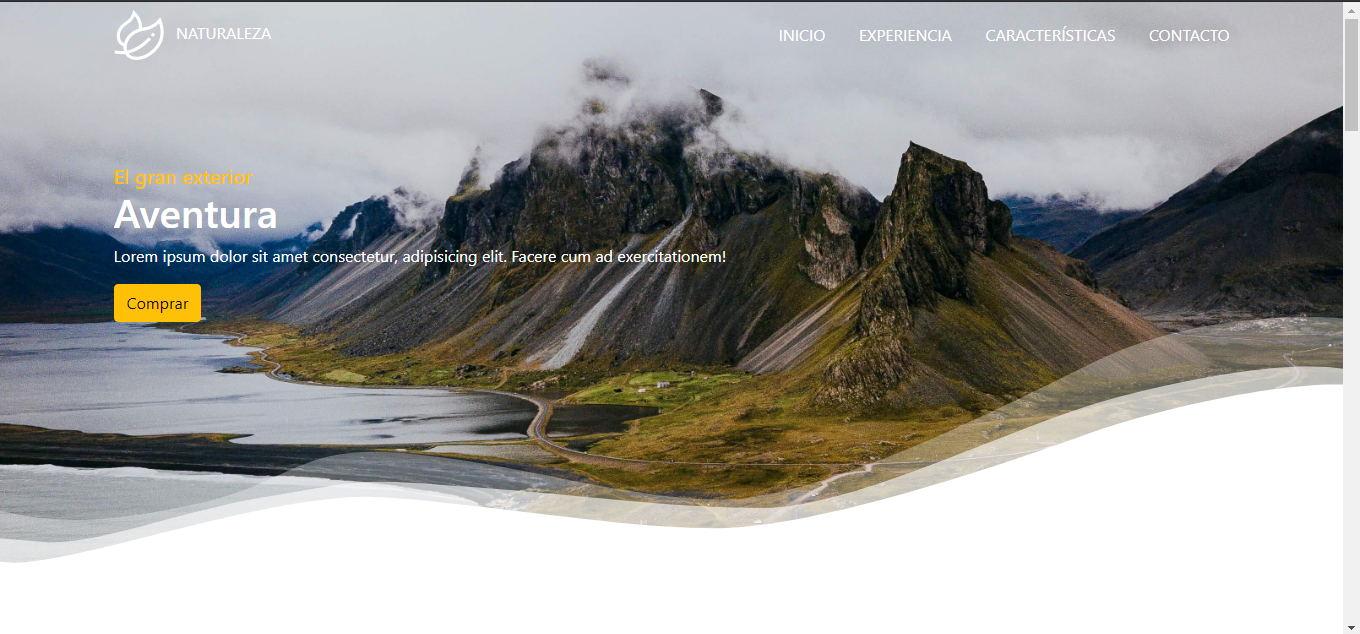 NATURALEZA
INICIO EXPERIENCIA CARACTERÍSTICAS CONTACTO
El gran exterior
Aventura
Lorem ipsum dolor sit amet consectetur, adipisicing elit. Facere cum ad exercitationem!
Comprar